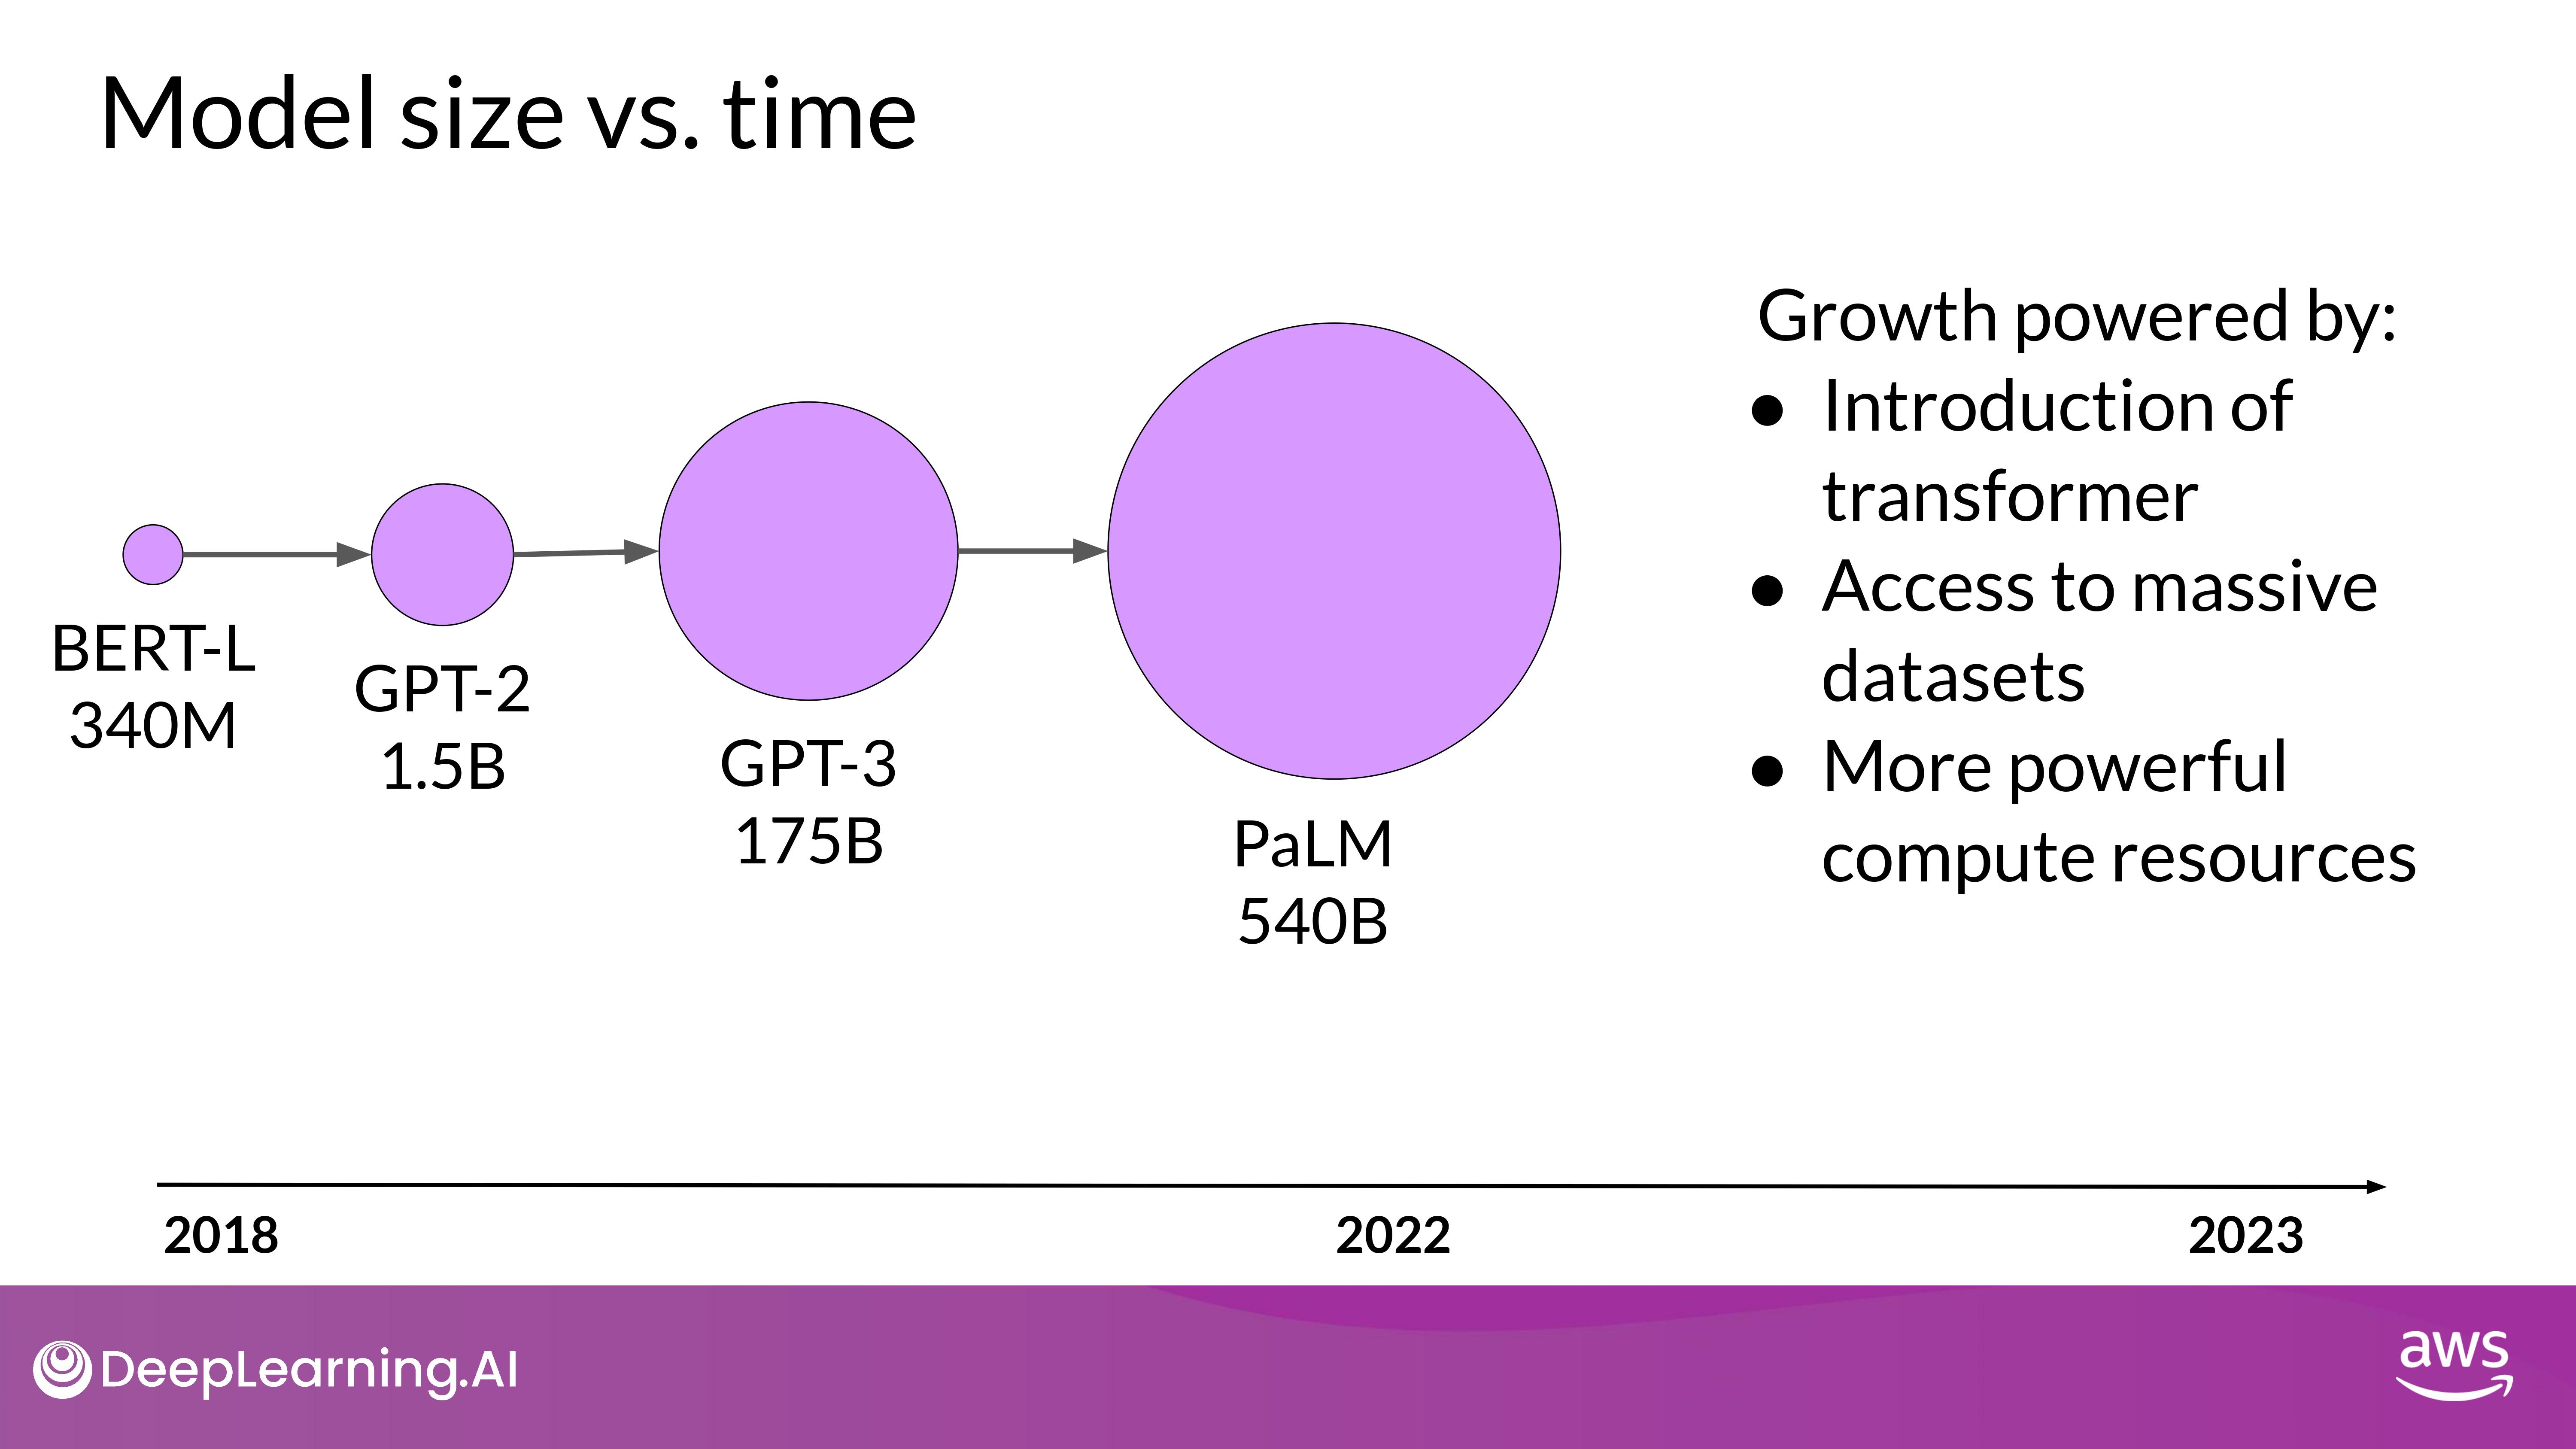 Model size vs. time
BERT-L
340M
GPT-2
1.5B
GPT-3
175B
PaLM
540B
Growth powered by:
● Introduction of
transformer
● Access to massive
datasets
● More powerful
compute resources
2018
2022
2023
DeepLearning.AI
aws